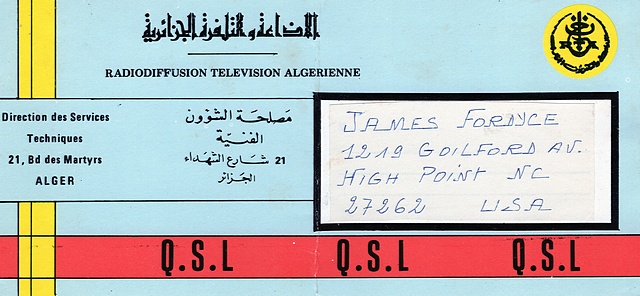 الإذاعة والتلفزة الجزائرية
RADIODIFFUSION TELEVISION ALGERIENNE
Direction des Services
Techniques
21, Bd des Martyrs
ALGER
مصلحة الشؤون
الفنية
21 شارع الشهداء
الجزائر
JAMES FORDYCE
1219 GOILFORD AV.
HIGH POINT NC
27262 USA
Q.S.L Q.S.L Q.S.L